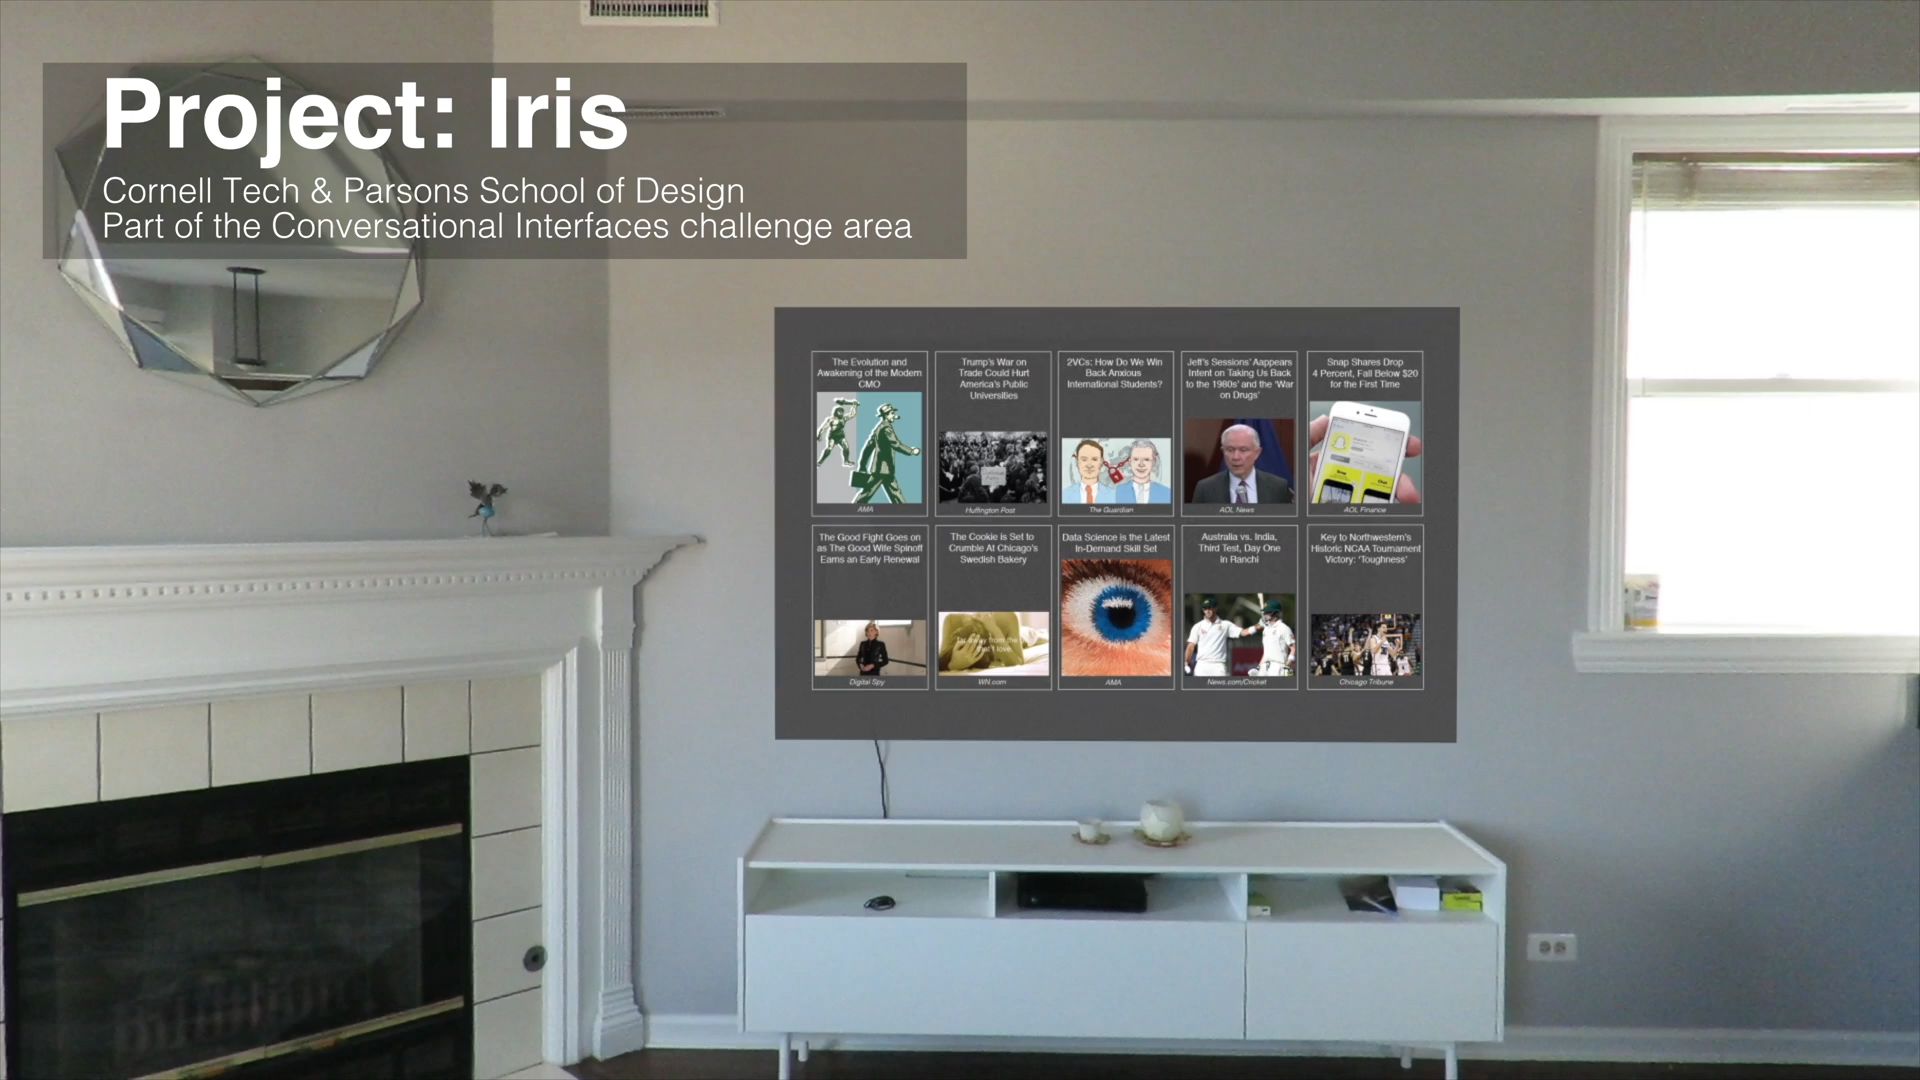 Project: Iris
Cornell Tech & Parsons School of Design
Part of the Conversational Interfaces challenge area
The Evolution and
Awakening of the Modern
CMO
AMA
Trump's War on
Trade Could Hurt
America's Public
Universities
Huffington Post
2VCs: How Do We Win
Back Anxious
International Students?
The Guardian
Jeff's Sessions' Aappears
Intent on Taking Us Back
to the 1980s' and the 'War
on Drugs'
AOL News
Snap Shares Drop
4 Percent, Fall Below $20
for the First Time
AOL Finance
The Good Fight Goes on
as The Good Wife Spinoff
Earns an Early Renewal
Digital Spy
The Cookie is Set to
Crumble At Chicago's
Swedish Bakery
far away from the
that I love.
WN.com
Data Science is the Latest
In-Demand Skill Set
AMA
Australia vs. India,
Third Test, Day One
in Ranchi
News.com/Cricket
Key to Northwestern's
Historic NCAA Tournament
Victory: 'Toughness'
Chicago Tribune